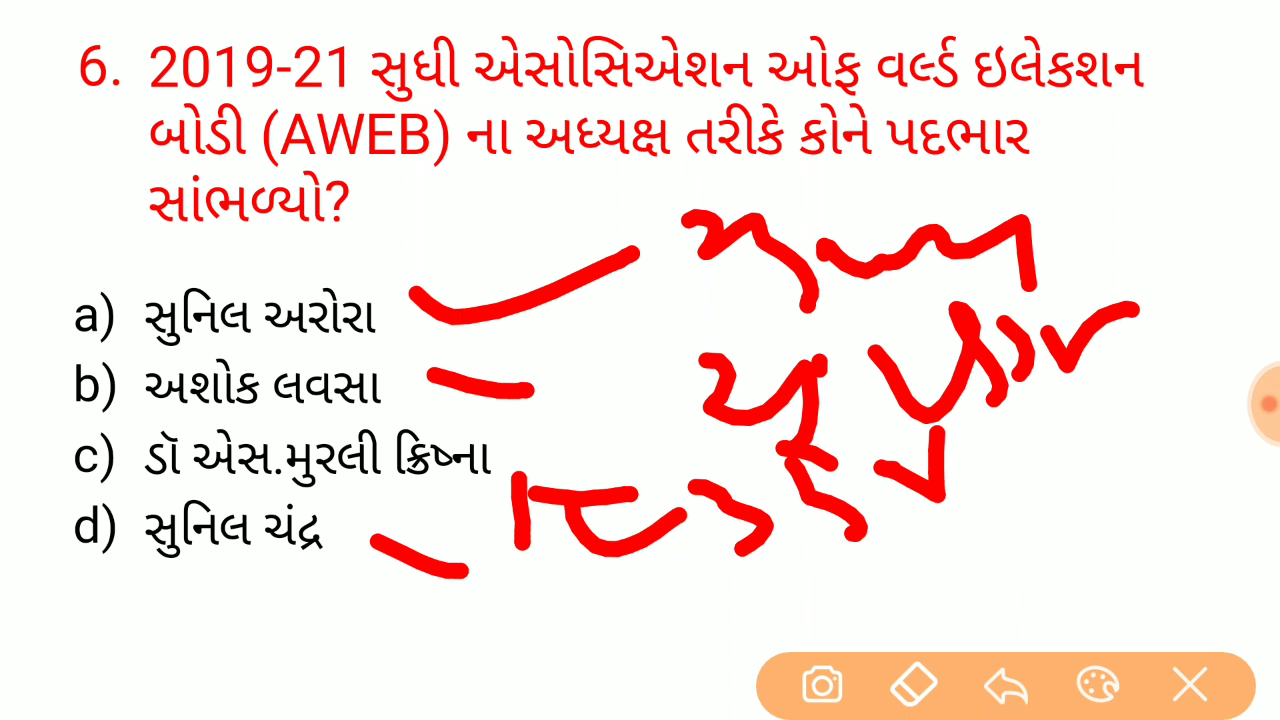 6. 2019-21 સુધી એસોસિએશન ઓફ વર્લ્ડ ઇલેકશન
બોડી (AWEB) ના અધ્યક્ષ તરીકે કોને પદભાર
સાંભળ્યો?
a) સુનિલ અરોરા
b) અશોક લવસા
c) ડૉ એસ.મુરલી ક્રિષ્ના
d) સુનિલ ચંદ્ર